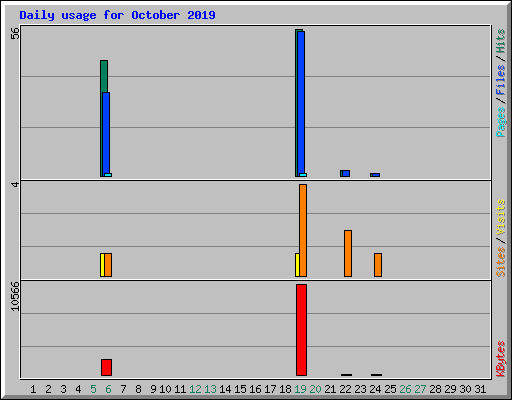 Daily usage for October 2019
56
Pages / Files / Hits
4
Sites / Visits
10566
KBytes
1 2 3 4 5 6 7 8 9 10 11 12 13 14 15 16 17 18 19 20 21 22 23 24 25 26 27 28 29 30 31